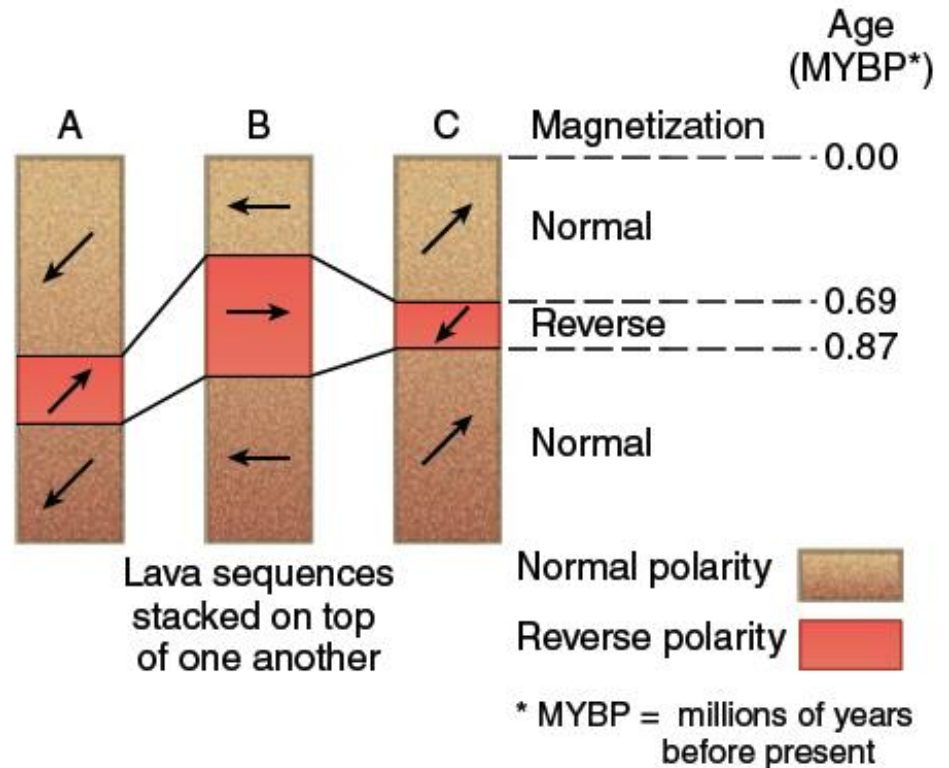 Age
(MYBP*)
A
B
C
Magnetization
0.00
Normal
0.69
Reverse
0.87
Normal
Lava sequences
stacked on top
of one another
Normal polarity
Reverse polarity
* MYBP = millions of years
before present